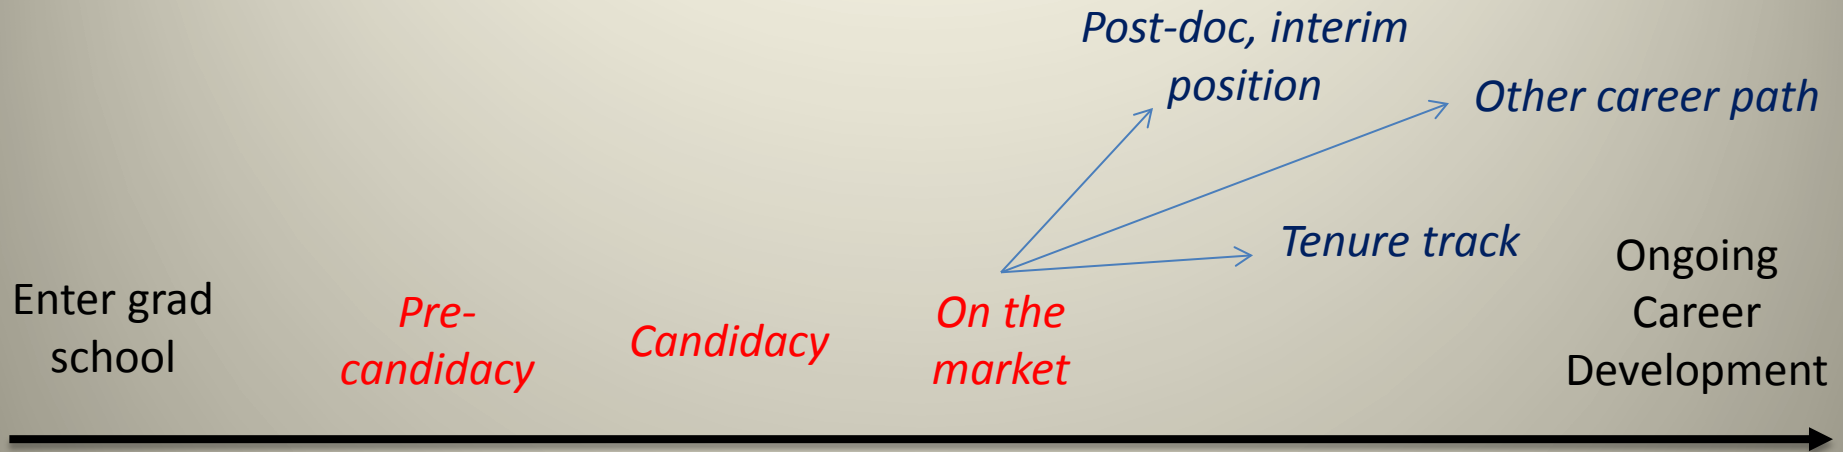 Post-doc, interim
position
Other career path
Tenure track
Enter grad
school
Pre-
candidacy
Candidacy
On the
market
Ongoing
Career
Development